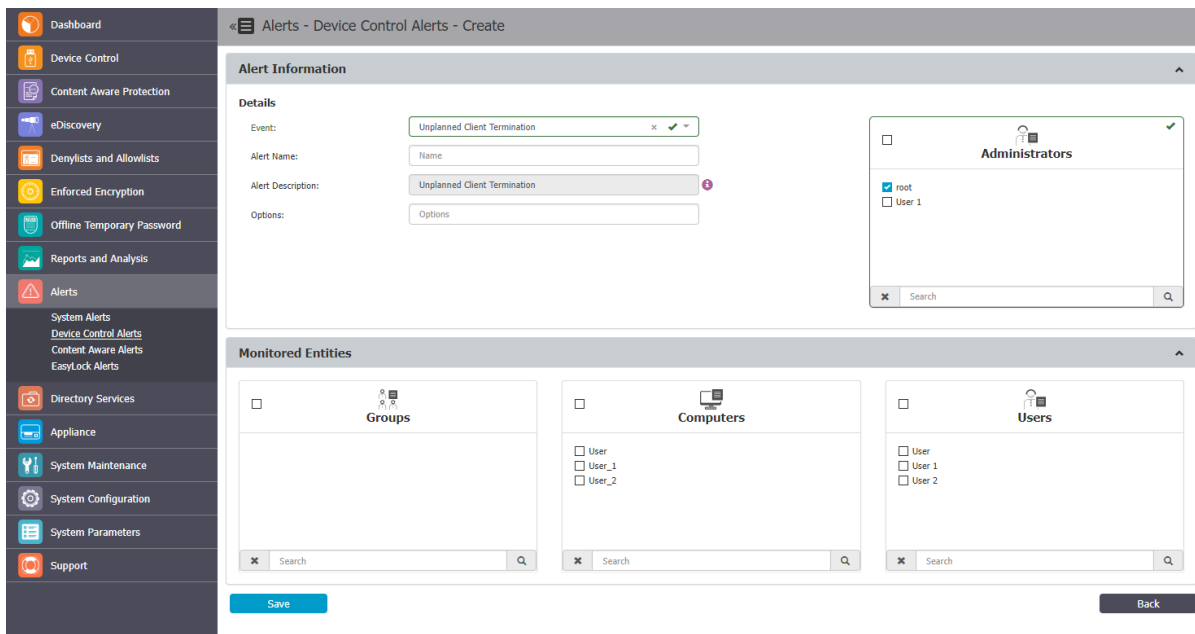 Dashboard
Device Control
Content Aware Protection
eDiscovery
Denylists and Allowlists
Enforced Encryption
Offline Temporary Password
Reports and Analysis
Alerts
System Alerts
Device Control Alerts
Content Aware Alerts
EasyLock Alerts
Directory Services
Appliance
System Maintenance
System Configuration
System Parameters
Support
Alerts - Device Control Alerts - Create
Alert Information
Details
Event: Unplanned Client Termination
Alert Name: Name
Alert Description: Unplanned Client Termination
Options: Options
Administrators
root
User 1
Search
Monitored Entities
Groups
Search
Computers
User
User_1
User_2
Search
Users
User
User 1
User 2
Search
Save
Back